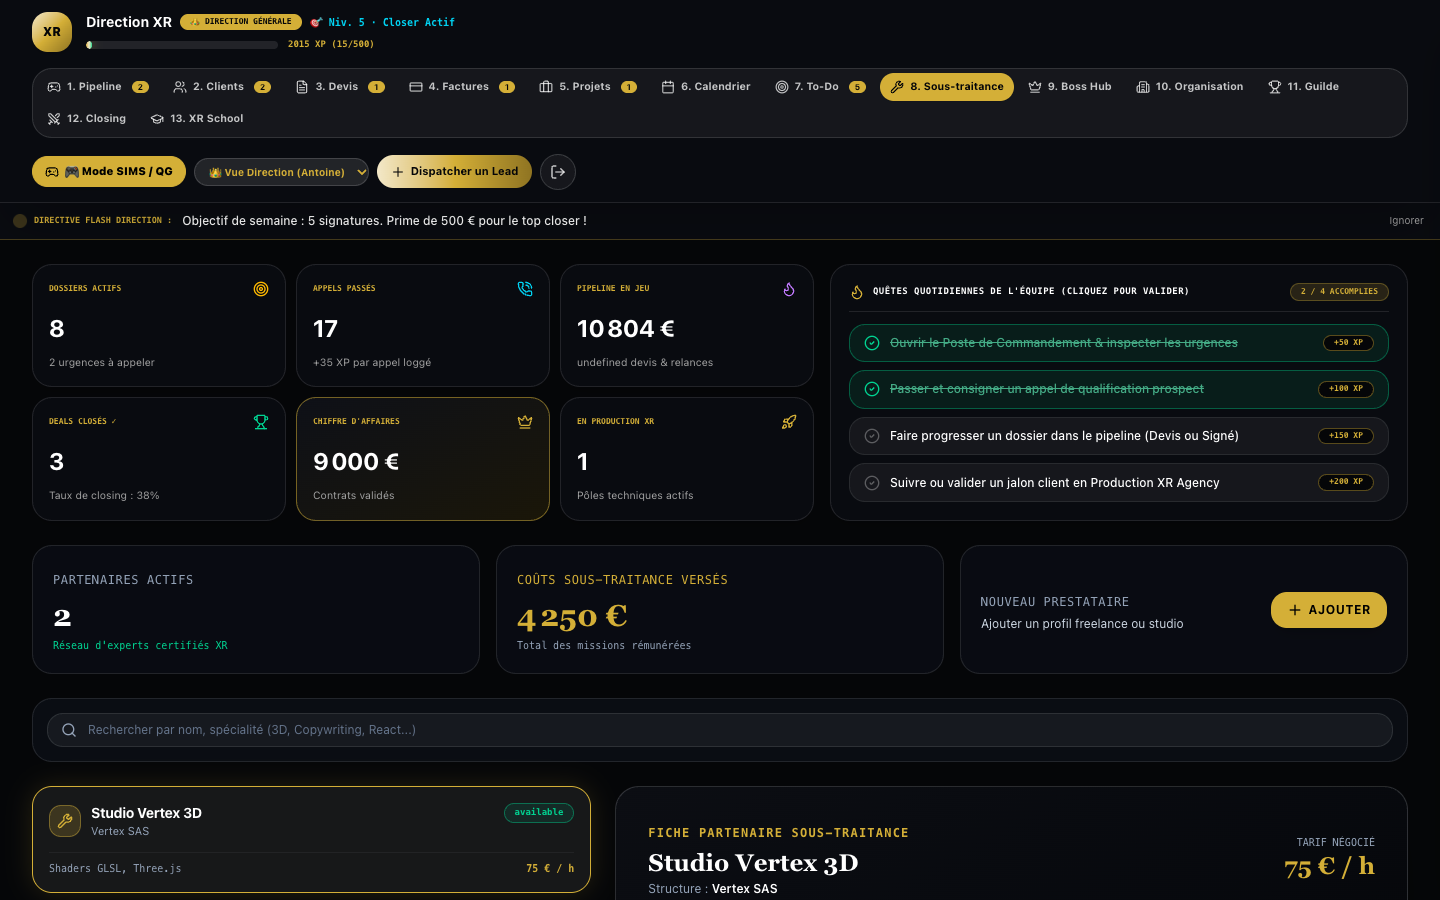 XR
Direction XR
👑 DIRECTION GÉNÉRALE
🎯 Niv. 5 · Closer Actif
2015 XP (15/500)
1. Pipeline 2
2. Clients 2
3. Devis 1
4. Factures 1
5. Projets 1
6. Calendrier
7. To-Do 5
8. Sous-traitance
9. Boss Hub
10. Organisation
11. Guilde
12. Closing
13. XR School
🎮 Mode SIMS / QG
👑 Vue Direction (Antoine)
Dispatcher un Lead
DIRECTIVE FLASH DIRECTION :
Objectif de semaine : 5 signatures. Prime de 500 € pour le top closer !
Ignorer
DOSSIERS ACTIFS
8
2 urgences à appeler
APPELS PASSÉS
17
+35 XP par appel loggé
PIPELINE EN JEU
10 804 €
undefined devis & relances
DEALS CLOSÉS ✓
3
Taux de closing : 38%
CHIFFRE D'AFFAIRES
9 000 €
Contrats validés
EN PRODUCTION XR
1
Pôles techniques actifs
QUÊTES QUOTIDIENNES DE L'ÉQUIPE (CLIQUEZ POUR VALIDER)
2 / 4 ACCOMPLIES
Ouvrir le Poste de Commandement & inspecter les urgences
+50 XP
Passer et consigner un appel de qualification prospect
+100 XP
Faire progresser un dossier dans le pipeline (Devis ou Signé)
+150 XP
Suivre ou valider un jalon client en Production XR Agency
+200 XP
PARTENAIRES ACTIFS
2
Réseau d'experts certifiés XR
COÛTS SOUS-TRAITANCE VERSÉS
4 250 €
Total des missions rémunérées
NOUVEAU PRESTATAIRE
Ajouter un profil freelance ou studio
AJOUTER
Rechercher par nom, spécialité (3D, Copywriting, React...)
Studio Vertex 3D
Vertex SAS
available
Shaders GLSL, Three.js
75 € / h
FICHE PARTENAIRE SOUS-TRAITANCE
Studio Vertex 3D
Structure : Vertex SAS
TARIF NÉGOCIÉ
75 € / h